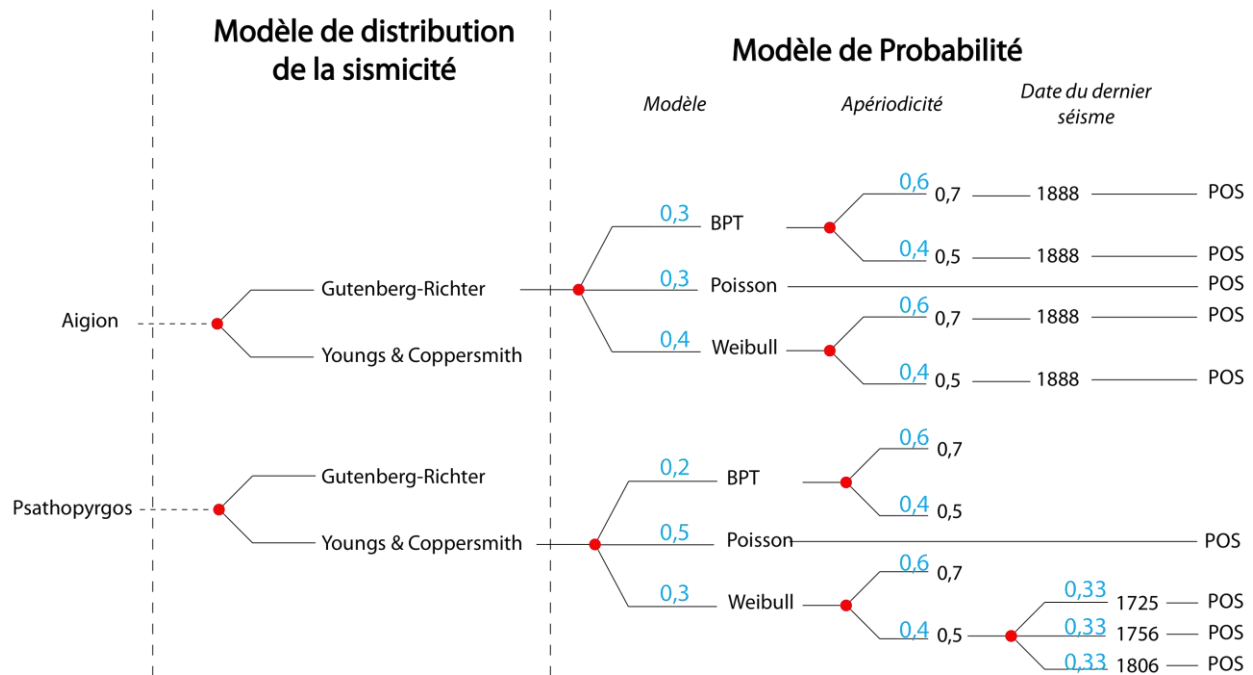 Modèle de distribution
de la sismicité
Modèle de Probabilité
Modèle
Apériodicité
Date du dernier
séisme
0,6
0,7
1888
POS
0,3
BPT
0,4
0,5
1888
POS
Gutenberg-Richter
0,3
Poisson
POS
Aigion
0,6
0,7
1888
POS
0,4
Weibull
Youngs & Coppersmith
0,4
0,5
1888
POS
0,6
0,7
Gutenberg-Richter
0,2
BPT
Psathopyrgos
0,4
0,5
Youngs & Coppersmith
0,5
Poisson
POS
0,6
0,7
0,3
Weibull
0,33
1725
POS
0,4
0,5
0,33
1756
POS
0,33
1806
POS